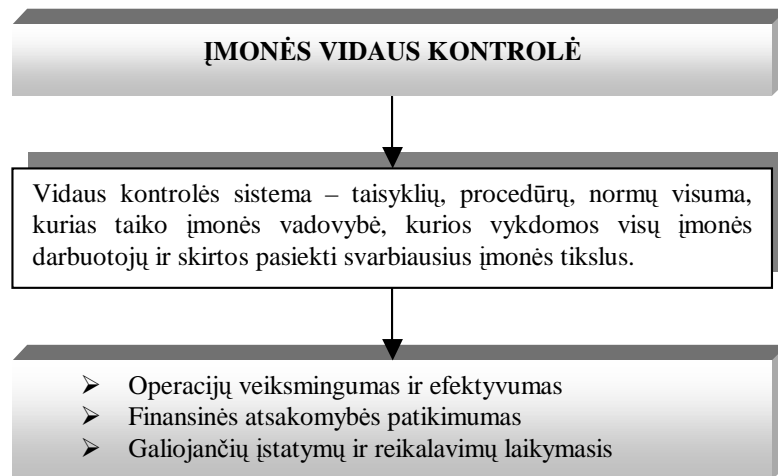 ĮMONĖS VIDAUS KONTROLĖ
Vidaus kontrolės sistema – taisyklių, procedūrų, normų visuma,
kurias taiko įmonės vadovybė, kurios vykdomos visų įmonės
darbuotojų ir skirtos pasiekti svarbiausius įmonės tikslus.
➢ Operacijų veiksmingumas ir efektyvumas
➢ Finansinės atsakomybės patikimumas
➢ Galiojančių įstatymų ir reikalavimų laikymasis